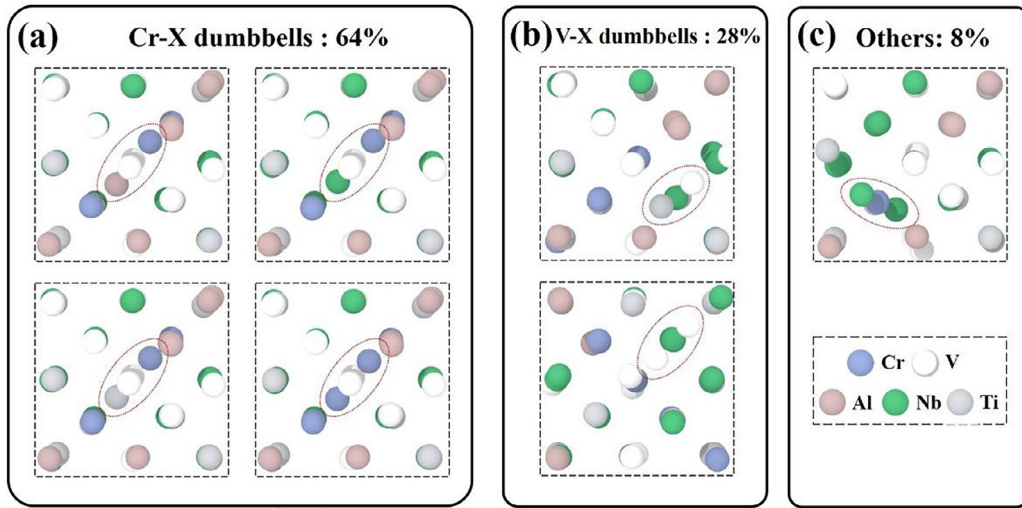 (a) Cr-X dumbbells : 64%
(b) V-X dumbbells : 28%
(c) Others: 8%
Cr V
Al Nb Ti